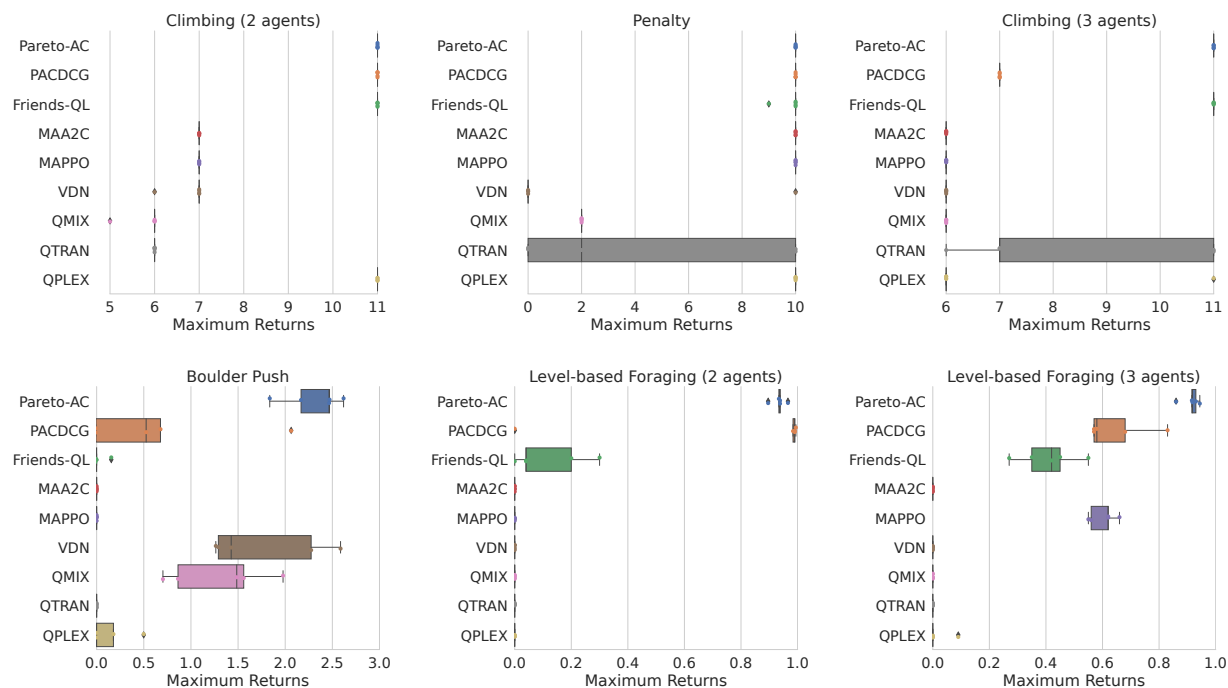 Climbing (2 agents)
Pareto-AC
PACDCG
Friends-QL
MAA2C
MAPPO
VDN
QMIX
QTRAN
QPLEX
5 6 7 8 9 10 11
Maximum Returns
Penalty
Pareto-AC
PACDCG
Friends-QL
MAA2C
MAPPO
VDN
QMIX
QTRAN
QPLEX
0 2 4 6 8 10
Maximum Returns
Climbing (3 agents)
Pareto-AC
PACDCG
Friends-QL
MAA2C
MAPPO
VDN
QMIX
QTRAN
QPLEX
6 7 8 9 10 11
Maximum Returns
Boulder Push
Pareto-AC
PACDCG
Friends-QL
MAA2C
MAPPO
VDN
QMIX
QTRAN
QPLEX
0.0 0.5 1.0 1.5 2.0 2.5 3.0
Maximum Returns
Level-based Foraging (2 agents)
Pareto-AC
PACDCG
Friends-QL
MAA2C
MAPPO
VDN
QMIX
QTRAN
QPLEX
0.0 0.2 0.4 0.6 0.8 1.0
Maximum Returns
Level-based Foraging (3 agents)
Pareto-AC
PACDCG
Friends-QL
MAA2C
MAPPO
VDN
QMIX
QTRAN
QPLEX
0.0 0.2 0.4 0.6 0.8 1.0
Maximum Returns